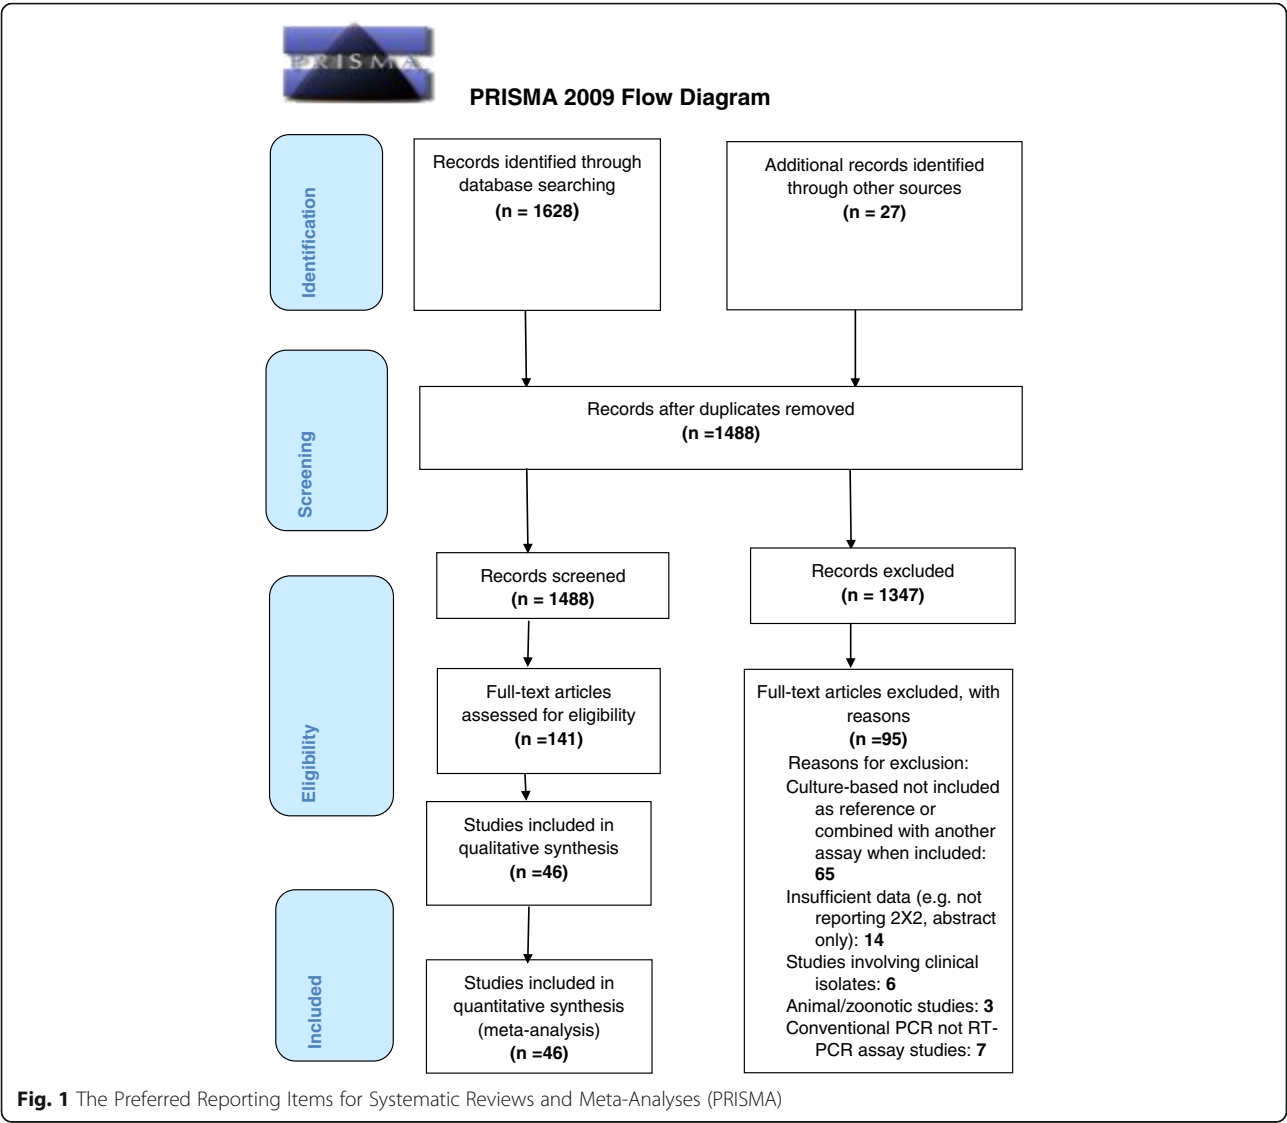 PRISMA
PRISMA 2009 Flow Diagram
Identification
Records identified through
database searching
(n = 1628)
Additional records identified
through other sources
(n = 27)
Screening
Records after duplicates removed
(n =1488)
Records screened
(n = 1488)
Records excluded
(n = 1347)
Eligibility
Full-text articles
assessed for eligibility
(n =141)
Full-text articles excluded, with
reasons
(n =95)
Reasons for exclusion:
Culture-based not included
as reference or
combined with another
assay when included:
65
Insufficient data (e.g. not
reporting 2X2, abstract
only): 14
Studies involving clinical
isolates: 6
Animal/zoonotic studies: 3
Conventional PCR not RT-
PCR assay studies: 7
Studies included in
qualitative synthesis
(n =46)
Included
Studies included in
quantitative synthesis
(meta-analysis)
(n =46)
Fig. 1 The Preferred Reporting Items for Systematic Reviews and Meta-Analyses (PRISMA)